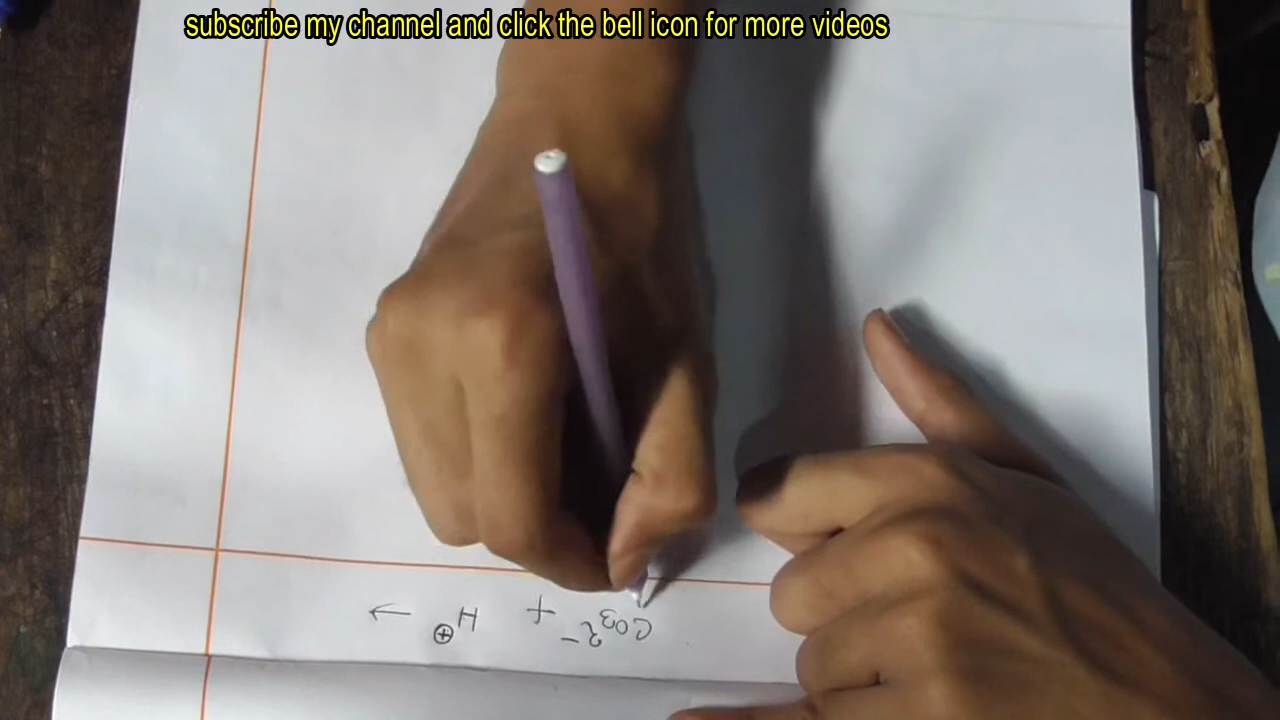 subscribe my channel and click the bell icon for more videos
CO₃²⁻ + H⊕ →